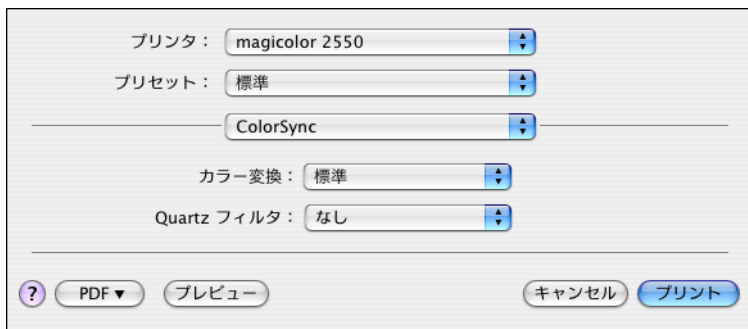 プリンタ： magicolor 2550
プリセット： 標準
ColorSync
カラー変換： 標準
Quartz フィルタ： なし
? PDF▼ プレビュー キャンセル プリント